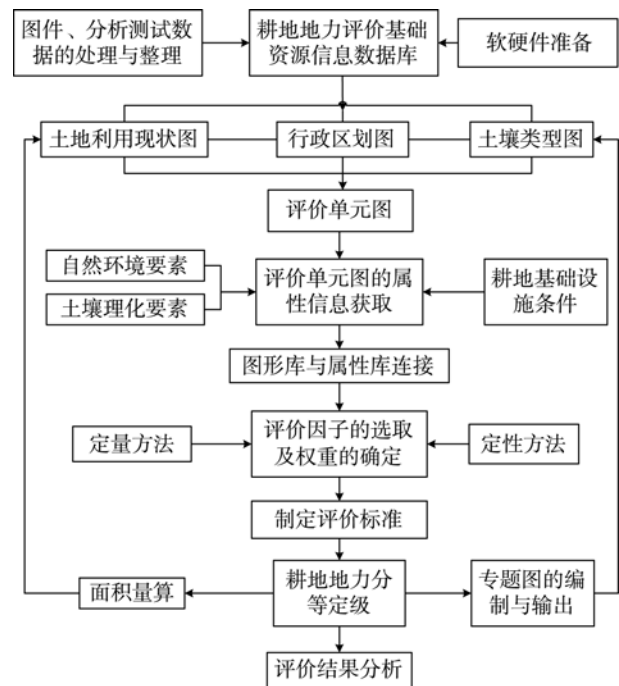 图件、分析测试数
据的处理与整理
耕地地力评价基础
资源信息数据库
软硬件准备
土地利用现状图
行政区划图
土壤类型图
评价单元图
自然环境要素
土壤理化要素
评价单元图的属
性信息获取
耕地基础设
施条件
图形库与属性库连接
定量方法
评价因子的选取
及权重的确定
定性方法
制定评价标准
面积量算
耕地地力分
等定级
专题图的编
制与输出
评价结果分析